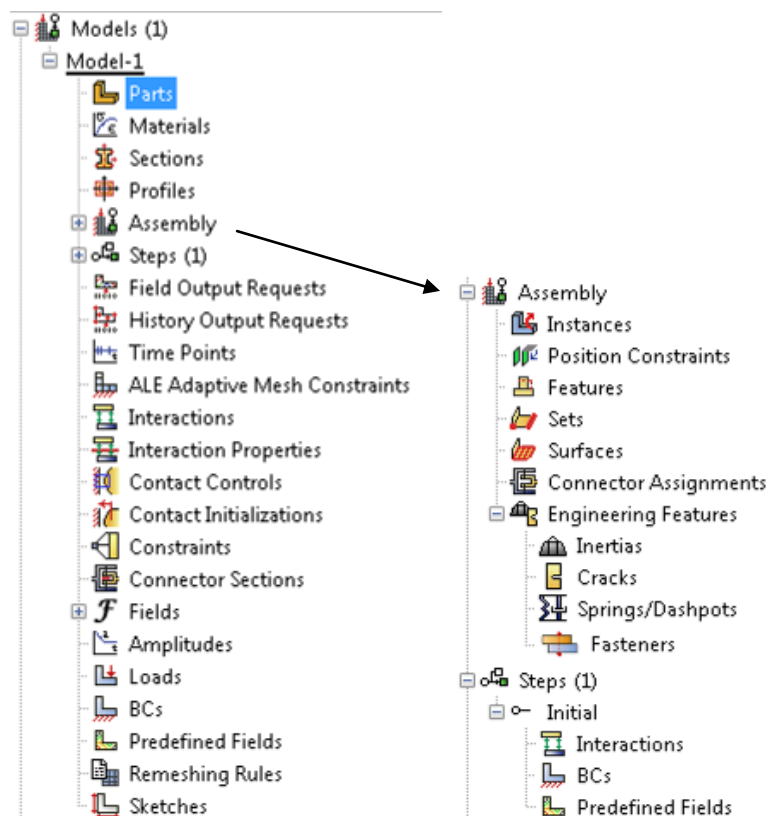 Models (1)
Model-1
Parts
Materials
Sections
Profiles
Assembly
Steps (1)
Field Output Requests
History Output Requests
Time Points
ALE Adaptive Mesh Constraints
Interactions
Interaction Properties
Contact Controls
Contact Initializations
Constraints
Connector Sections
Fields
Amplitudes
Loads
BCs
Predefined Fields
Remeshing Rules
Sketches
Assembly
Instances
Position Constraints
Features
Sets
Surfaces
Connector Assignments
Engineering Features
Inertias
Cracks
Springs/Dashpots
Fasteners
Steps (1)
Initial
Interactions
BCs
Predefined Fields